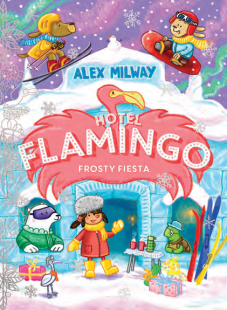 ALEX MILWAY
HOTEL
FLAMINGO
FROSTY FIESTA